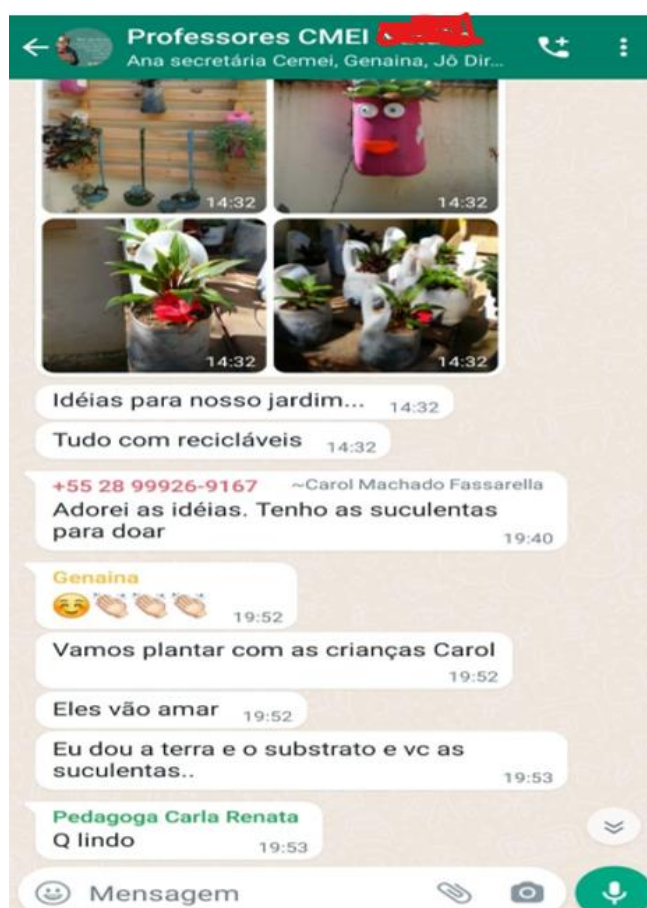 Professores CMEI
Ana secretária Cemei, Genaina, Jô Dir...
14:32
14:32
14:32
14:32
Idéias para nosso jardim... 14:32
Tudo com recicláveis 14:32
+55 28 99926-9167 ~Carol Machado Fassarella
Adorei as idéias. Tenho as suculentas
para doar
19:40
Genaina
☺️👏🏻👏🏻👏🏻 19:52
Vamos plantar com as crianças Carol
19:52
Eles vão amar 19:52
Eu dou a terra e o substrato e vc as
suculentas..
19:53
Pedagoga Carla Renata
Q lindo 19:53
Mensagem